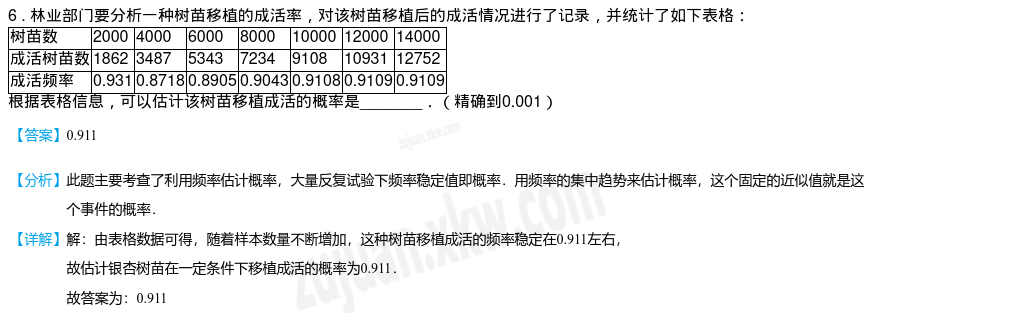 6．林业部门要分析一种树苗移植的成活率，对该树苗移植后的成活情况进行了记录，并统计了如下表格：
树苗数 2000 4000 6000 8000 10000 12000 14000
成活树苗数 1862 3487 5343 7234 9108 10931 12752
成活频率 0.931 0.8718 0.8905 0.9043 0.9108 0.9109 0.9109
根据表格信息，可以估计该树苗移植成活的概率是________．（精确到0.001）
【答案】0.911
【分析】此题主要考查了利用频率估计概率，大量反复试验下频率稳定值即概率．用频率的集中趋势来估计概率，这个固定的近似值就是这
个事件的概率．
【详解】解：由表格数据可得，随着样本数量不断增加，这种树苗移植成活的频率稳定在0.911左右，
故估计银杏树苗在一定条件下移植成活的概率为0.911．
故答案为：0.911
zujuan.xkw.com
zujuan.xkw.com